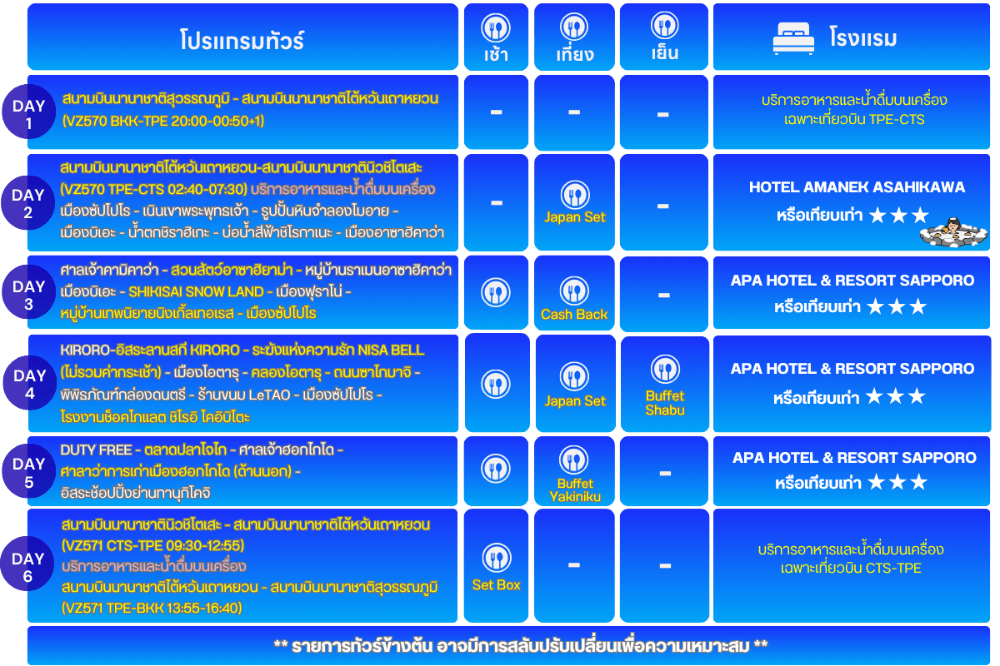 โปรแกรมทัวร์
เช้า
เที่ยง
เย็น
โรงแรม
DAY
1
สนามบินนานาชาติสุวรรณภูมิ - สนามบินนานาชาติไต้หวันเถาหยวน
(VZ570 BKK-TPE 20:00-00:50+1)
-
-
-
บริการอาหารและน้ำดื่มบนเครื่อง
เฉพาะเที่ยวบิน TPE-CTS
DAY
2
สนามบินนานาชาติไต้หวันเถาหยวน-สนามบินนานาชาตินิวชิโตเสะ
(VZ570 TPE-CTS 02:40-07:30) บริการอาหารและน้ำดื่มบนเครื่อง
เมืองซัปโปโร - เนินเขาพระพุทธเจ้า - รูปปั้นหินจำลองโมอาย -
เมืองบิเอะ - น้ำตกชิราฮิเกะ - บ่อน้ำสีฟ้าชิโรกาเนะ - เมืองอาซาฮิคาว่า
-
Japan Set
-
HOTEL AMANEK ASAHIKAWA
หรือเทียบเท่า ★ ★ ★
DAY
3
ศาลเจ้าคามิคาว่า - สวนสัตว์อาซาฮิยาม่า - หมู่บ้านราเมนอาซาฮิคาว่า
เมืองบิเอะ - SHIKISAI SNOW LAND - เมืองฟุราโน่ -
หมู่บ้านเทพนิยายนิงเกิ้ลเทอเรส - เมืองซัปโปโร
Cash Back
-
APA HOTEL & RESORT SAPPORO
หรือเทียบเท่า ★ ★ ★
DAY
4
KIRORO-อิสระลานสกี KIRORO - ระฆังแห่งความรัก NISA BELL
(ไม่รวมค่ากระเช้า) - เมืองโอตารุ - คลองโอตารุ - ถนนซาไกมาจิ -
พิพิธภัณฑ์กล่องดนตรี - ร้านขนม LeTAO - เมืองซัปโปโร -
โรงงานช็อคโกแลต ชิโรอิ โคอิบิโตะ
Japan Set
Buffet
Shabu
APA HOTEL & RESORT SAPPORO
หรือเทียบเท่า ★ ★ ★
DAY
5
DUTY FREE - ตลาดปลาโจไก - ศาลเจ้าฮอกไกโด -
ศาลาว่าการเก่าเมืองฮอกไกโด (ด้านนอก) -
อิสระช้อปปิ้งย่านทานุกิโคจิ
Buffet
Yakiniku
-
APA HOTEL & RESORT SAPPORO
หรือเทียบเท่า ★ ★ ★
DAY
6
สนามบินนานาชาตินิวชิโตเสะ - สนามบินนานาชาติไต้หวันเถาหยวน
(VZ571 CTS-TPE 09:30-12:55)
บริการอาหารและน้ำดื่มบนเครื่อง
สนามบินนานาชาติไต้หวันเถาหยวน - สนามบินนานาชาติสุวรรณภูมิ
(VZ571 TPE-BKK 13:55-16:40)
Set Box
-
-
บริการอาหารและน้ำดื่มบนเครื่อง
เฉพาะเที่ยวบิน CTS-TPE
** รายการทัวร์ข้างต้น อาจมีการสลับปรับเปลี่ยนเพื่อความเหมาะสม **